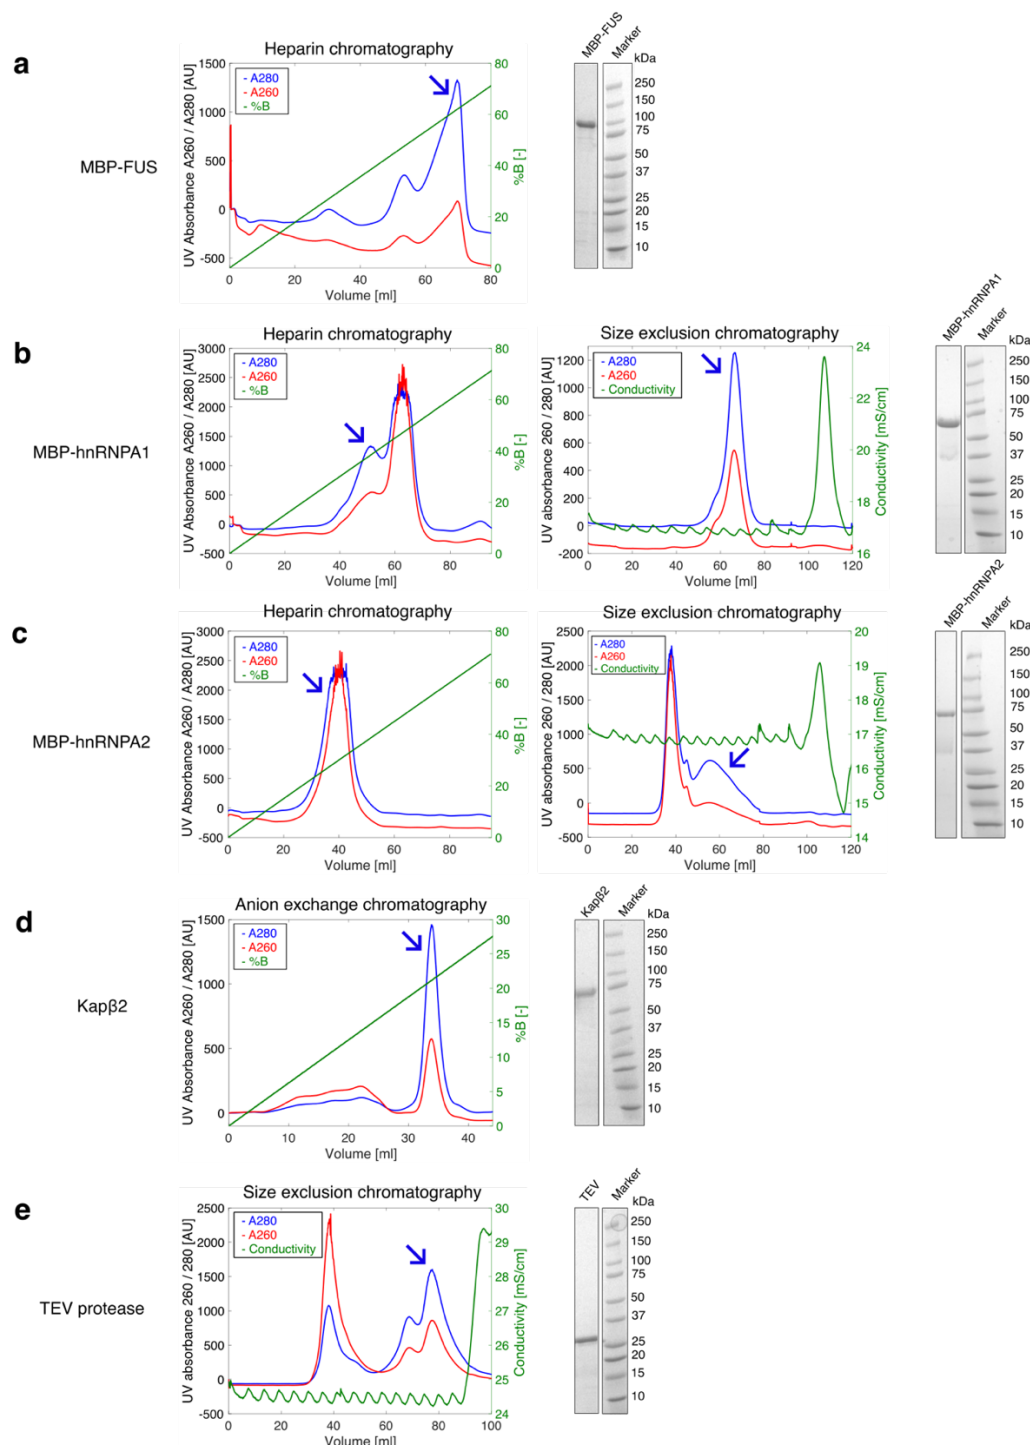 a
MBP-FUS
Heparin chromatography
UV Absorbance A260 / A280 [AU]
1500
1000
500
0
-500
- A280
- A260
- %B
80
60
40
20
0
%B [-]
0 20 40 60 80
Volume [ml]
MBP-FUS
Marker
kDa
250
150
100
75
50
37
25
20
15
10
b
MBP-hnRNPA1
Heparin chromatography
UV Absorbance A260 / A280 [AU]
3000
2500
2000
1500
1000
500
0
-500
- A280
- A260
- %B
80
60
40
20
0
%B [-]
0 20 40 60 80
Volume [ml]
Size exclusion chromatography
UV absorbance 260 / 280 [AU]
1200
1000
800
600
400
200
0
-200
- A280
- A260
- Conductivity
24
22
20
18
16
Conductivity [mS/cm]
0 20 40 60 80 100 120
Volume [ml]
MBP-hnRNPA1
Marker
kDa
250
150
100
75
50
37
25
20
15
10
c
MBP-hnRNPA2
Heparin chromatography
UV Absorbance A260 / A280 [AU]
3000
2500
2000
1500
1000
500
0
-500
- A280
- A260
- %B
80
60
40
20
0
%B [-]
0 20 40 60 80
Volume [ml]
Size exclusion chromatography
UV absorbance 260 / 280 [AU]
2500
2000
1500
1000
500
0
-500
- A280
- A260
- Conductivity
20
19
18
17
16
15
14
Conductivity [mS/cm]
0 20 40 60 80 100 120
Volume [ml]
MBP-hnRNPA2
Marker
kDa
250
150
100
75
50
37
25
20
15
10
d
Kapβ2
Anion exchange chromatography
UV Absorbance A260 / A280 [AU]
1500
1000
500
0
- A280
- A260
- %B
30
25
20
15
10
5
0
%B [-]
0 10 20 30 40
Volume [ml]
Kapβ2
Marker
kDa
250
150
100
75
50
37
25
20
15
10
e
TEV protease
Size exclusion chromatography
UV absorbance 260 / 280 [AU]
2500
2000
1500
1000
500
0
-500
- A280
- A260
- Conductivity
30
29
28
27
26
25
24
Conductivity [mS/cm]
0 20 40 60 80 100
Volume [ml]
TEV
Marker
kDa
250
150
100
75
50
37
25
20
15
10